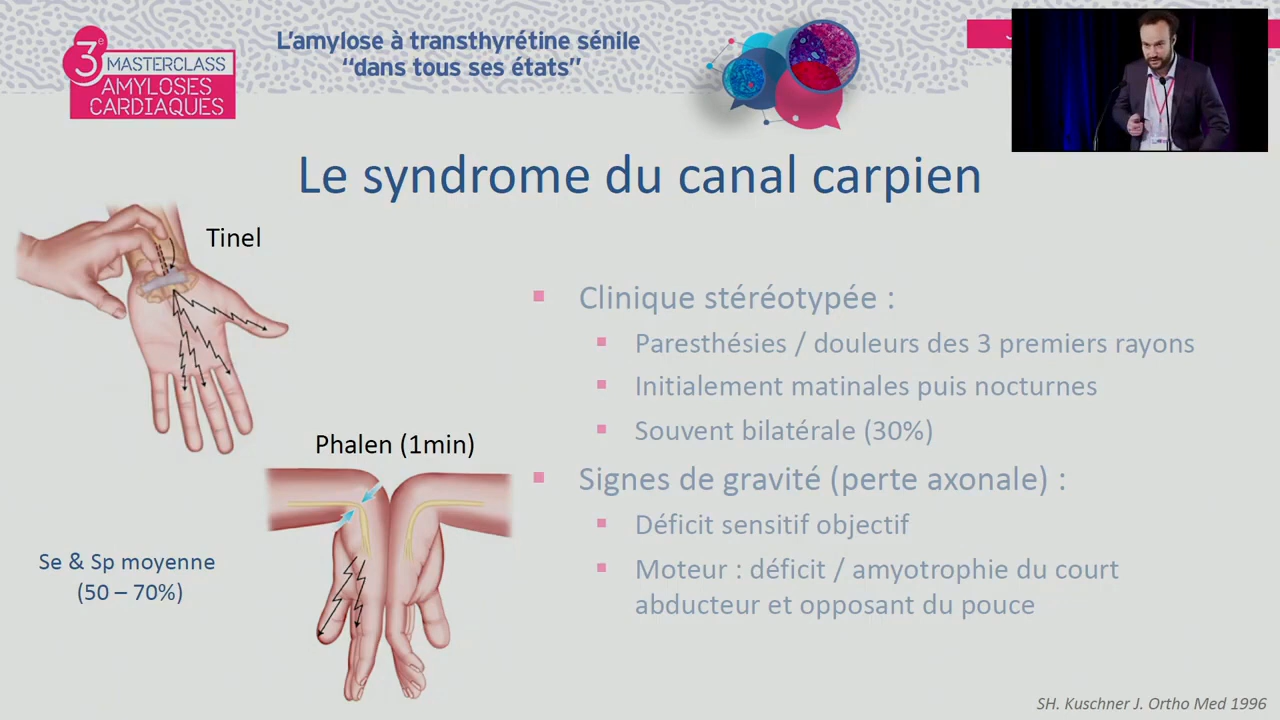 3e MASTERCLASS
AMYLOSES
CARDIAQUES
L'amylose à transthyrétine sénile
“dans tous ses états”
Le syndrome du canal carpien
Tinel
Phalen (1min)
Se & Sp moyenne
(50 – 70%)
Clinique stéréotypée :
Paresthésies / douleurs des 3 premiers rayons
Initialement matinales puis nocturnes
Souvent bilatérale (30%)
Signes de gravité (perte axonale) :
Déficit sensitif objectif
Moteur : déficit / amyotrophie du court
abducteur et opposant du pouce
SH. Kuschner J. Ortho Med 1996